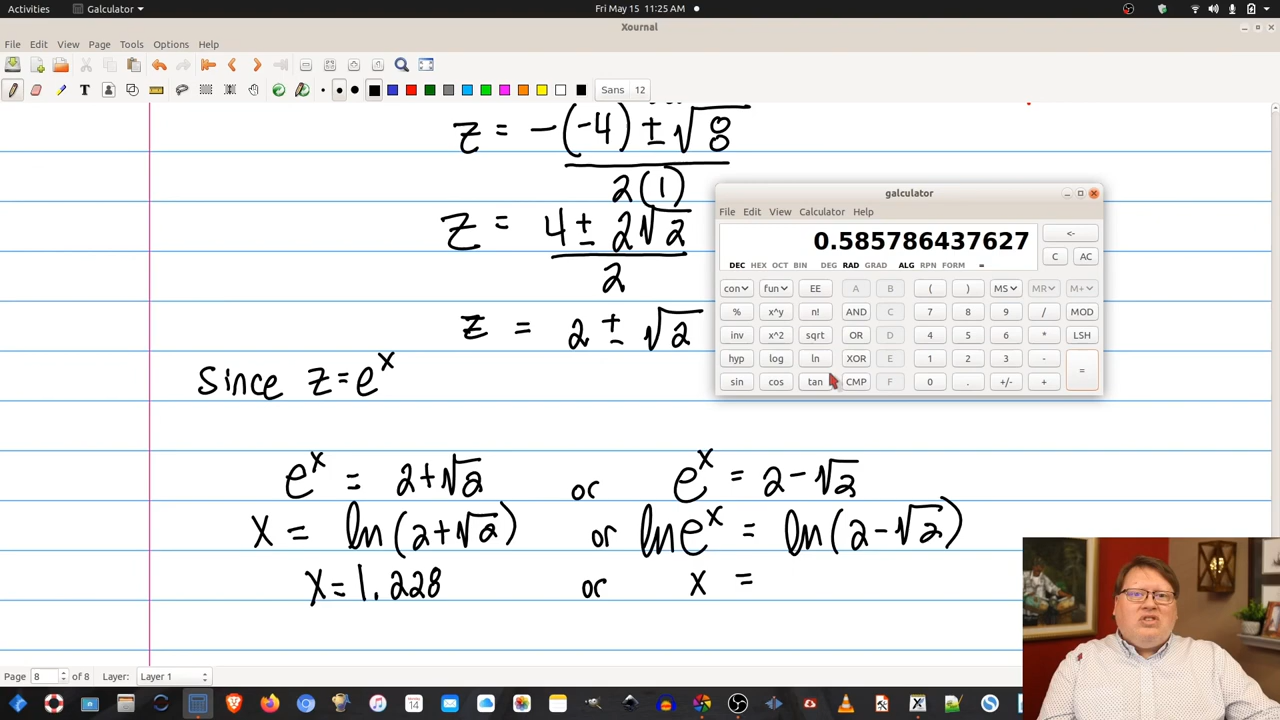 Activities Galculator Fri May 15 11:25 AM
Xournal
File Edit View Page Tools Options Help
Sans 12
z = -(-4) ± √8
2(1)
z = 4 ± 2√2
2
z = 2 ± √2
galculator
File Edit View Calculator Help
0.585786437627
<-
DEC HEX OCT BIN DEG RAD GRAD ALG RPN FORM =
C AC
con fun EE A B ( ) MS MR M+
% x^y n! AND C 7 8 9 / MOD
inv x^2 sqrt OR D 4 5 6 * LSH
hyp log ln XOR E 1 2 3 - =
sin cos tan CMP F 0 . +/- +
Since z=e^x
e^x = 2+√2 or e^x = 2-√2
x = ln(2+√2) or lne^x = ln(2-√2)
x=1.228 or x =
Page 8 of 8 Layer: Layer 1